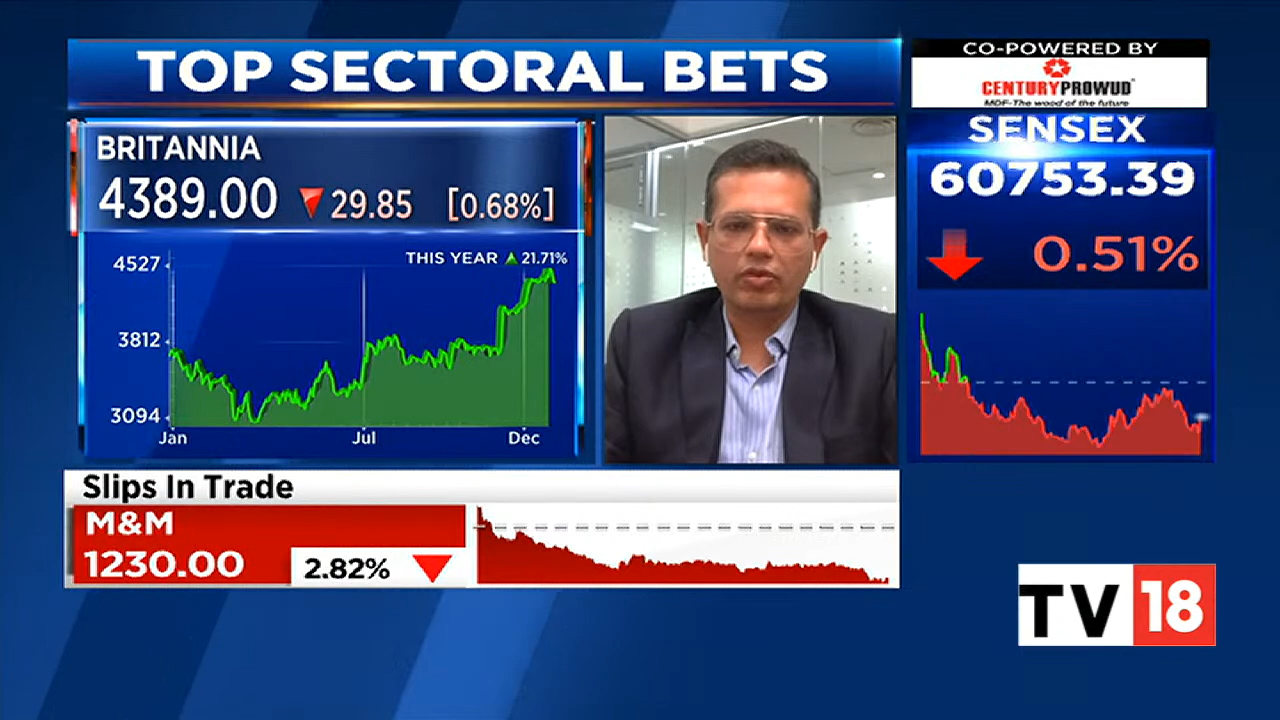 TOP SECTORAL BETS
CO-POWERED BY
CENTURYPROWUD
MDF-The wood of the future
BRITANNIA
4389.00 ▼ 29.85 [0.68%]
THIS YEAR ▲ 21.71%
4527
3812
3094
Jan Jul Dec
SENSEX
60753.39
0.51%
Slips In Trade
M&M
1230.00 2.82% ▼
TV 18